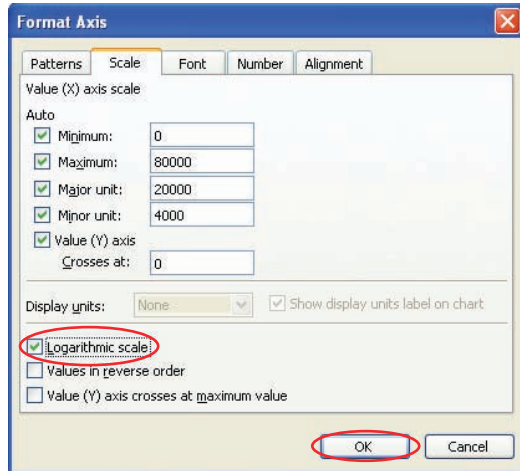 Format Axis
Patterns Scale Font Number Alignment
Value (X) axis scale
Auto
Minimum: 0
Maximum: 80000
Major unit: 20000
Minor unit: 4000
Value (Y) axis
Crosses at: 0
Display units: None Show display units label on chart
Logarithmic scale
Values in reverse order
Value (Y) axis crosses at maximum value
OK Cancel